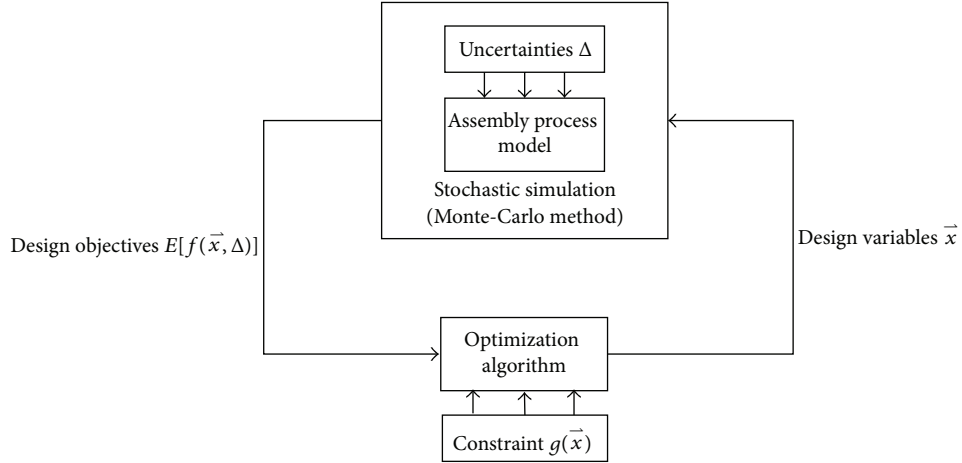 Uncertainties Δ
Assembly process
model
Stochastic simulation
(Monte-Carlo method)
Design objectives E[f(x⃗, Δ)]
Design variables x⃗
Optimization
algorithm
Constraint g(x⃗)